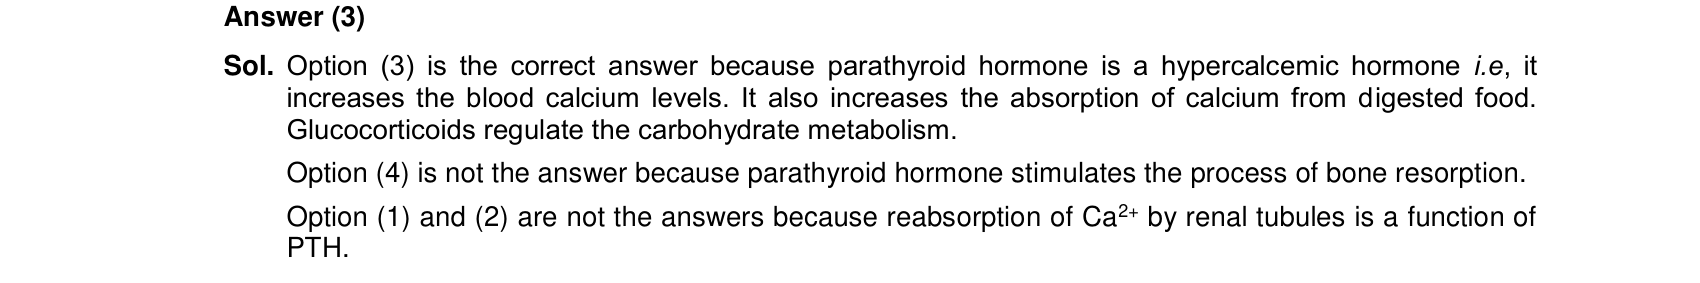 Answer (3)
Sol. Option (3) is the correct answer because parathyroid hormone is a hypercalcemic hormone i.e, it
increases the blood calcium levels. It also increases the absorption of calcium from digested food.
Glucocorticoids regulate the carbohydrate metabolism.
Option (4) is not the answer because parathyroid hormone stimulates the process of bone resorption.
Option (1) and (2) are not the answers because reabsorption of Ca²⁺ by renal tubules is a function of
PTH.